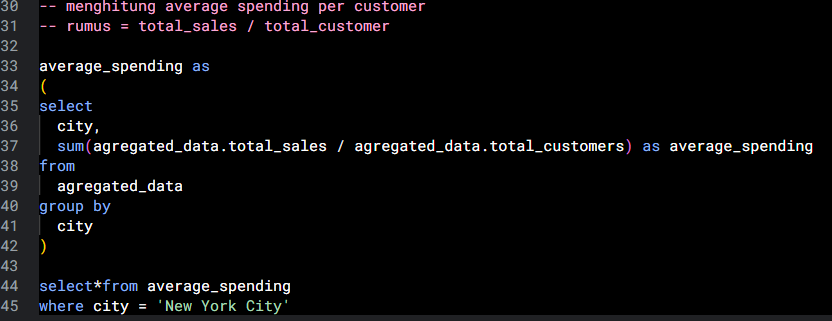 30 -- menghitung average spending per customer
31 -- rumus = total_sales / total_customer
32
33 average_spending as
34 (
35 select
36   city,
37   sum(agregated_data.total_sales / agregated_data.total_customers) as average_spending
38 from
39   agregated_data
40 group by
41   city
42 )
43
44 select*from average_spending
45 where city = 'New York City'